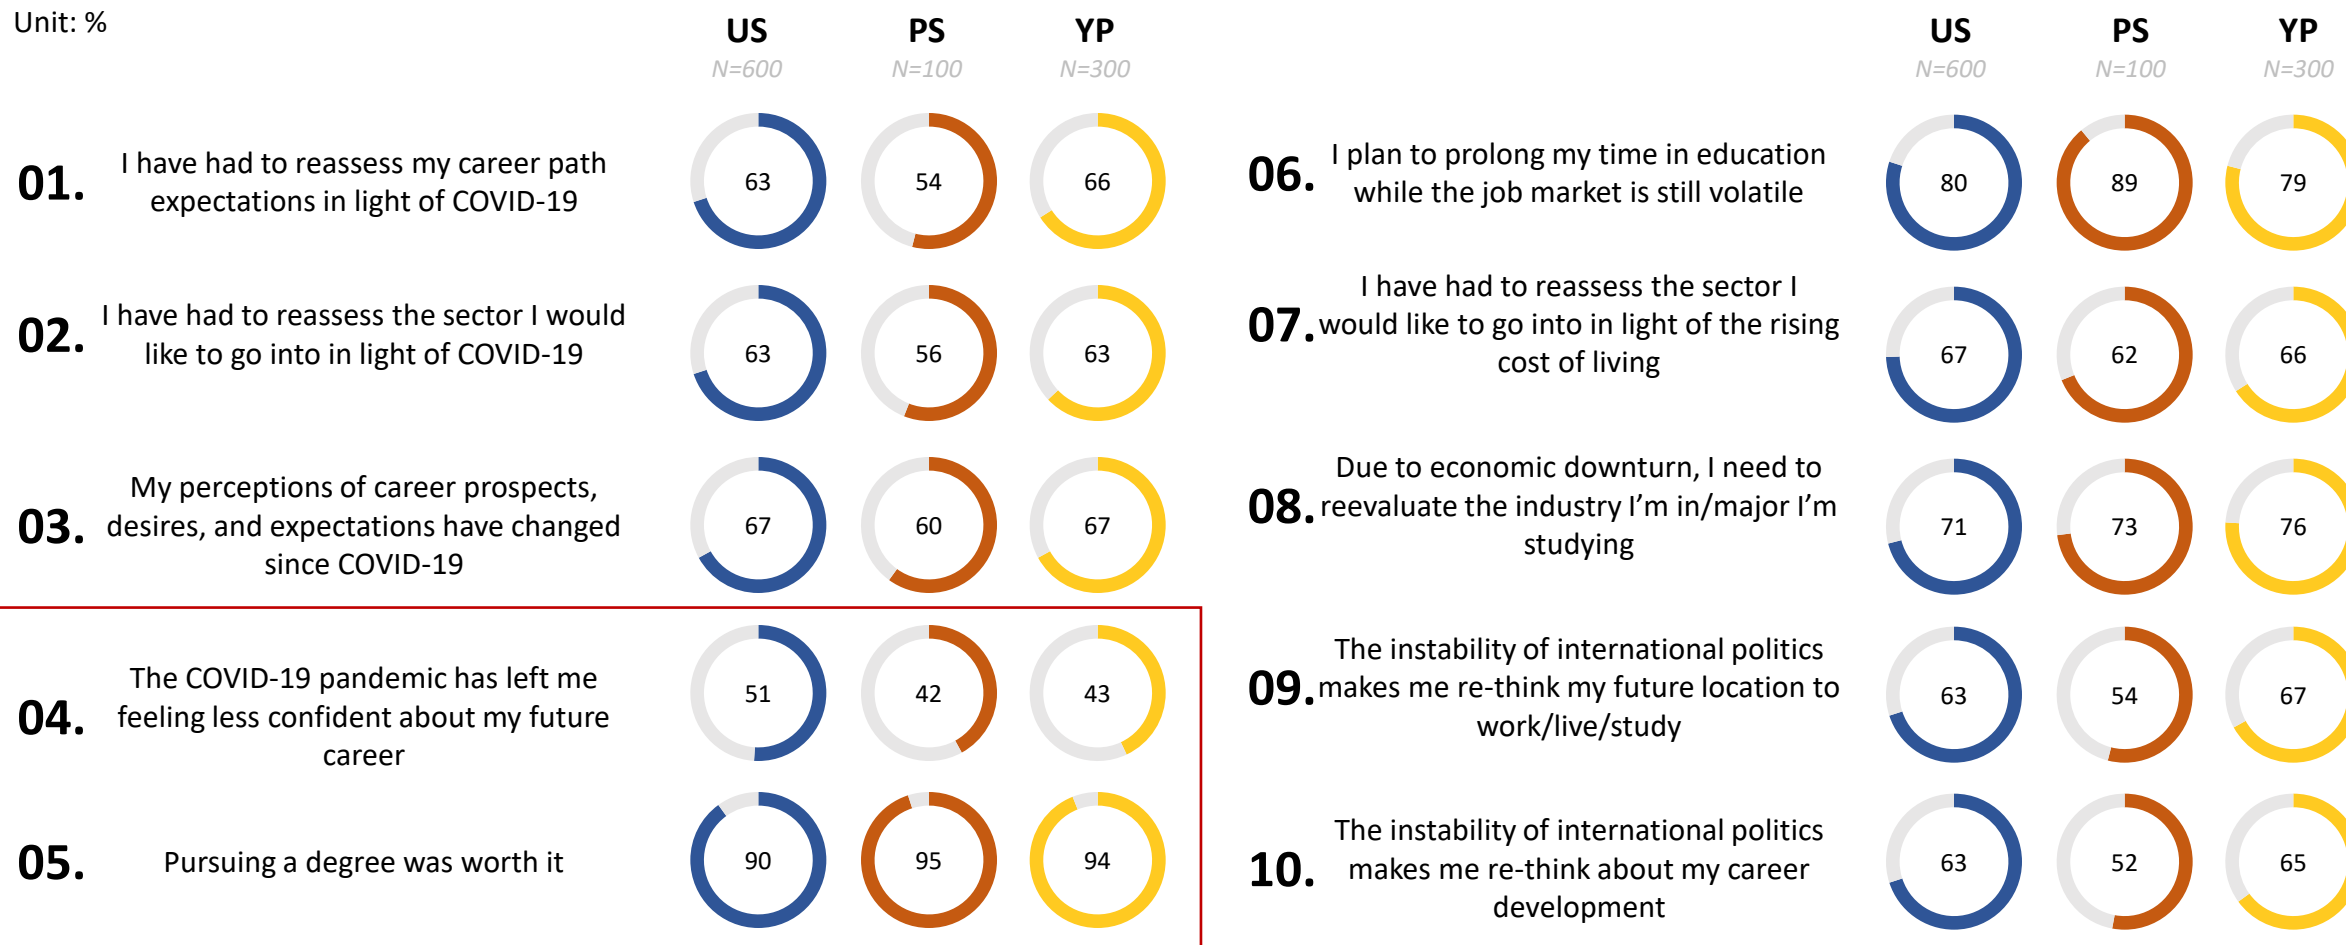 Unit: %
US PS YP
N=600 N=100 N=300
01. I have had to reassess my career path
expectations in light of COVID-19
63 54 66
02. I have had to reassess the sector I would
like to go into in light of COVID-19
63 56 63
03. My perceptions of career prospects,
desires, and expectations have changed
since COVID-19
67 60 67
04. The COVID-19 pandemic has left me
feeling less confident about my future
career
51 42 43
05. Pursuing a degree was worth it
90 95 94
US PS YP
N=600 N=100 N=300
06. I plan to prolong my time in education
while the job market is still volatile
80 89 79
07. I have had to reassess the sector I
would like to go into in light of the rising
cost of living
67 62 66
08. Due to economic downturn, I need to
reevaluate the industry I’m in/major I’m
studying
71 73 76
09. The instability of international politics
makes me re-think my future location to
work/live/study
63 54 67
10. The instability of international politics
makes me re-think about my career
development
63 52 65